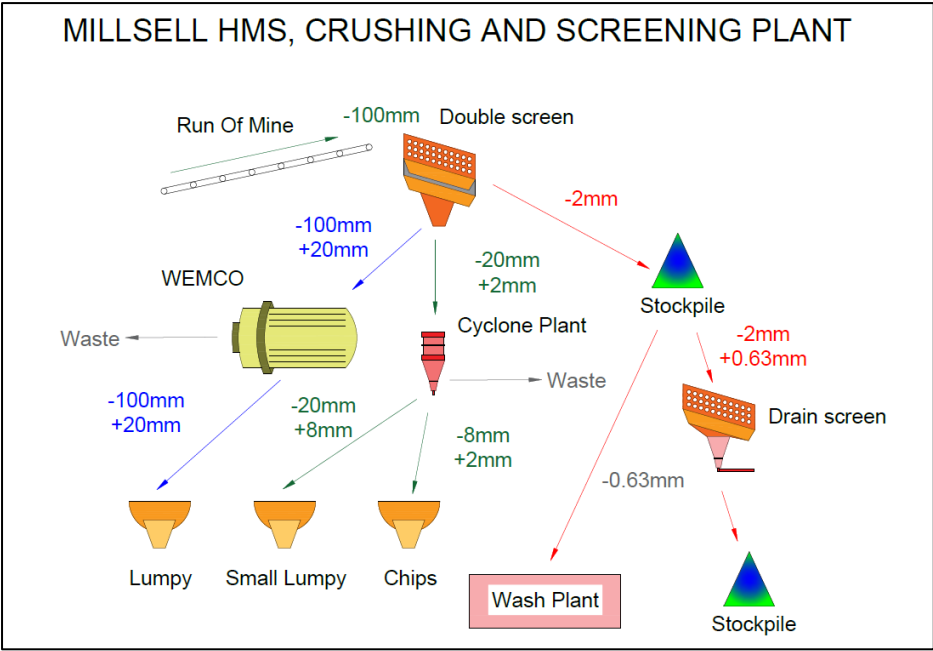 MILLSELL HMS, CRUSHING AND SCREENING PLANT
-100mm
Double screen
Run Of Mine
-2mm
-100mm
+20mm
-20mm
+2mm
WEMCO
Stockpile
Cyclone Plant
Waste
-2mm
+0.63mm
Waste
-100mm
+20mm
-20mm
+8mm
-8mm
+2mm
Drain screen
-0.63mm
Lumpy
Small Lumpy
Chips
Wash Plant
Stockpile